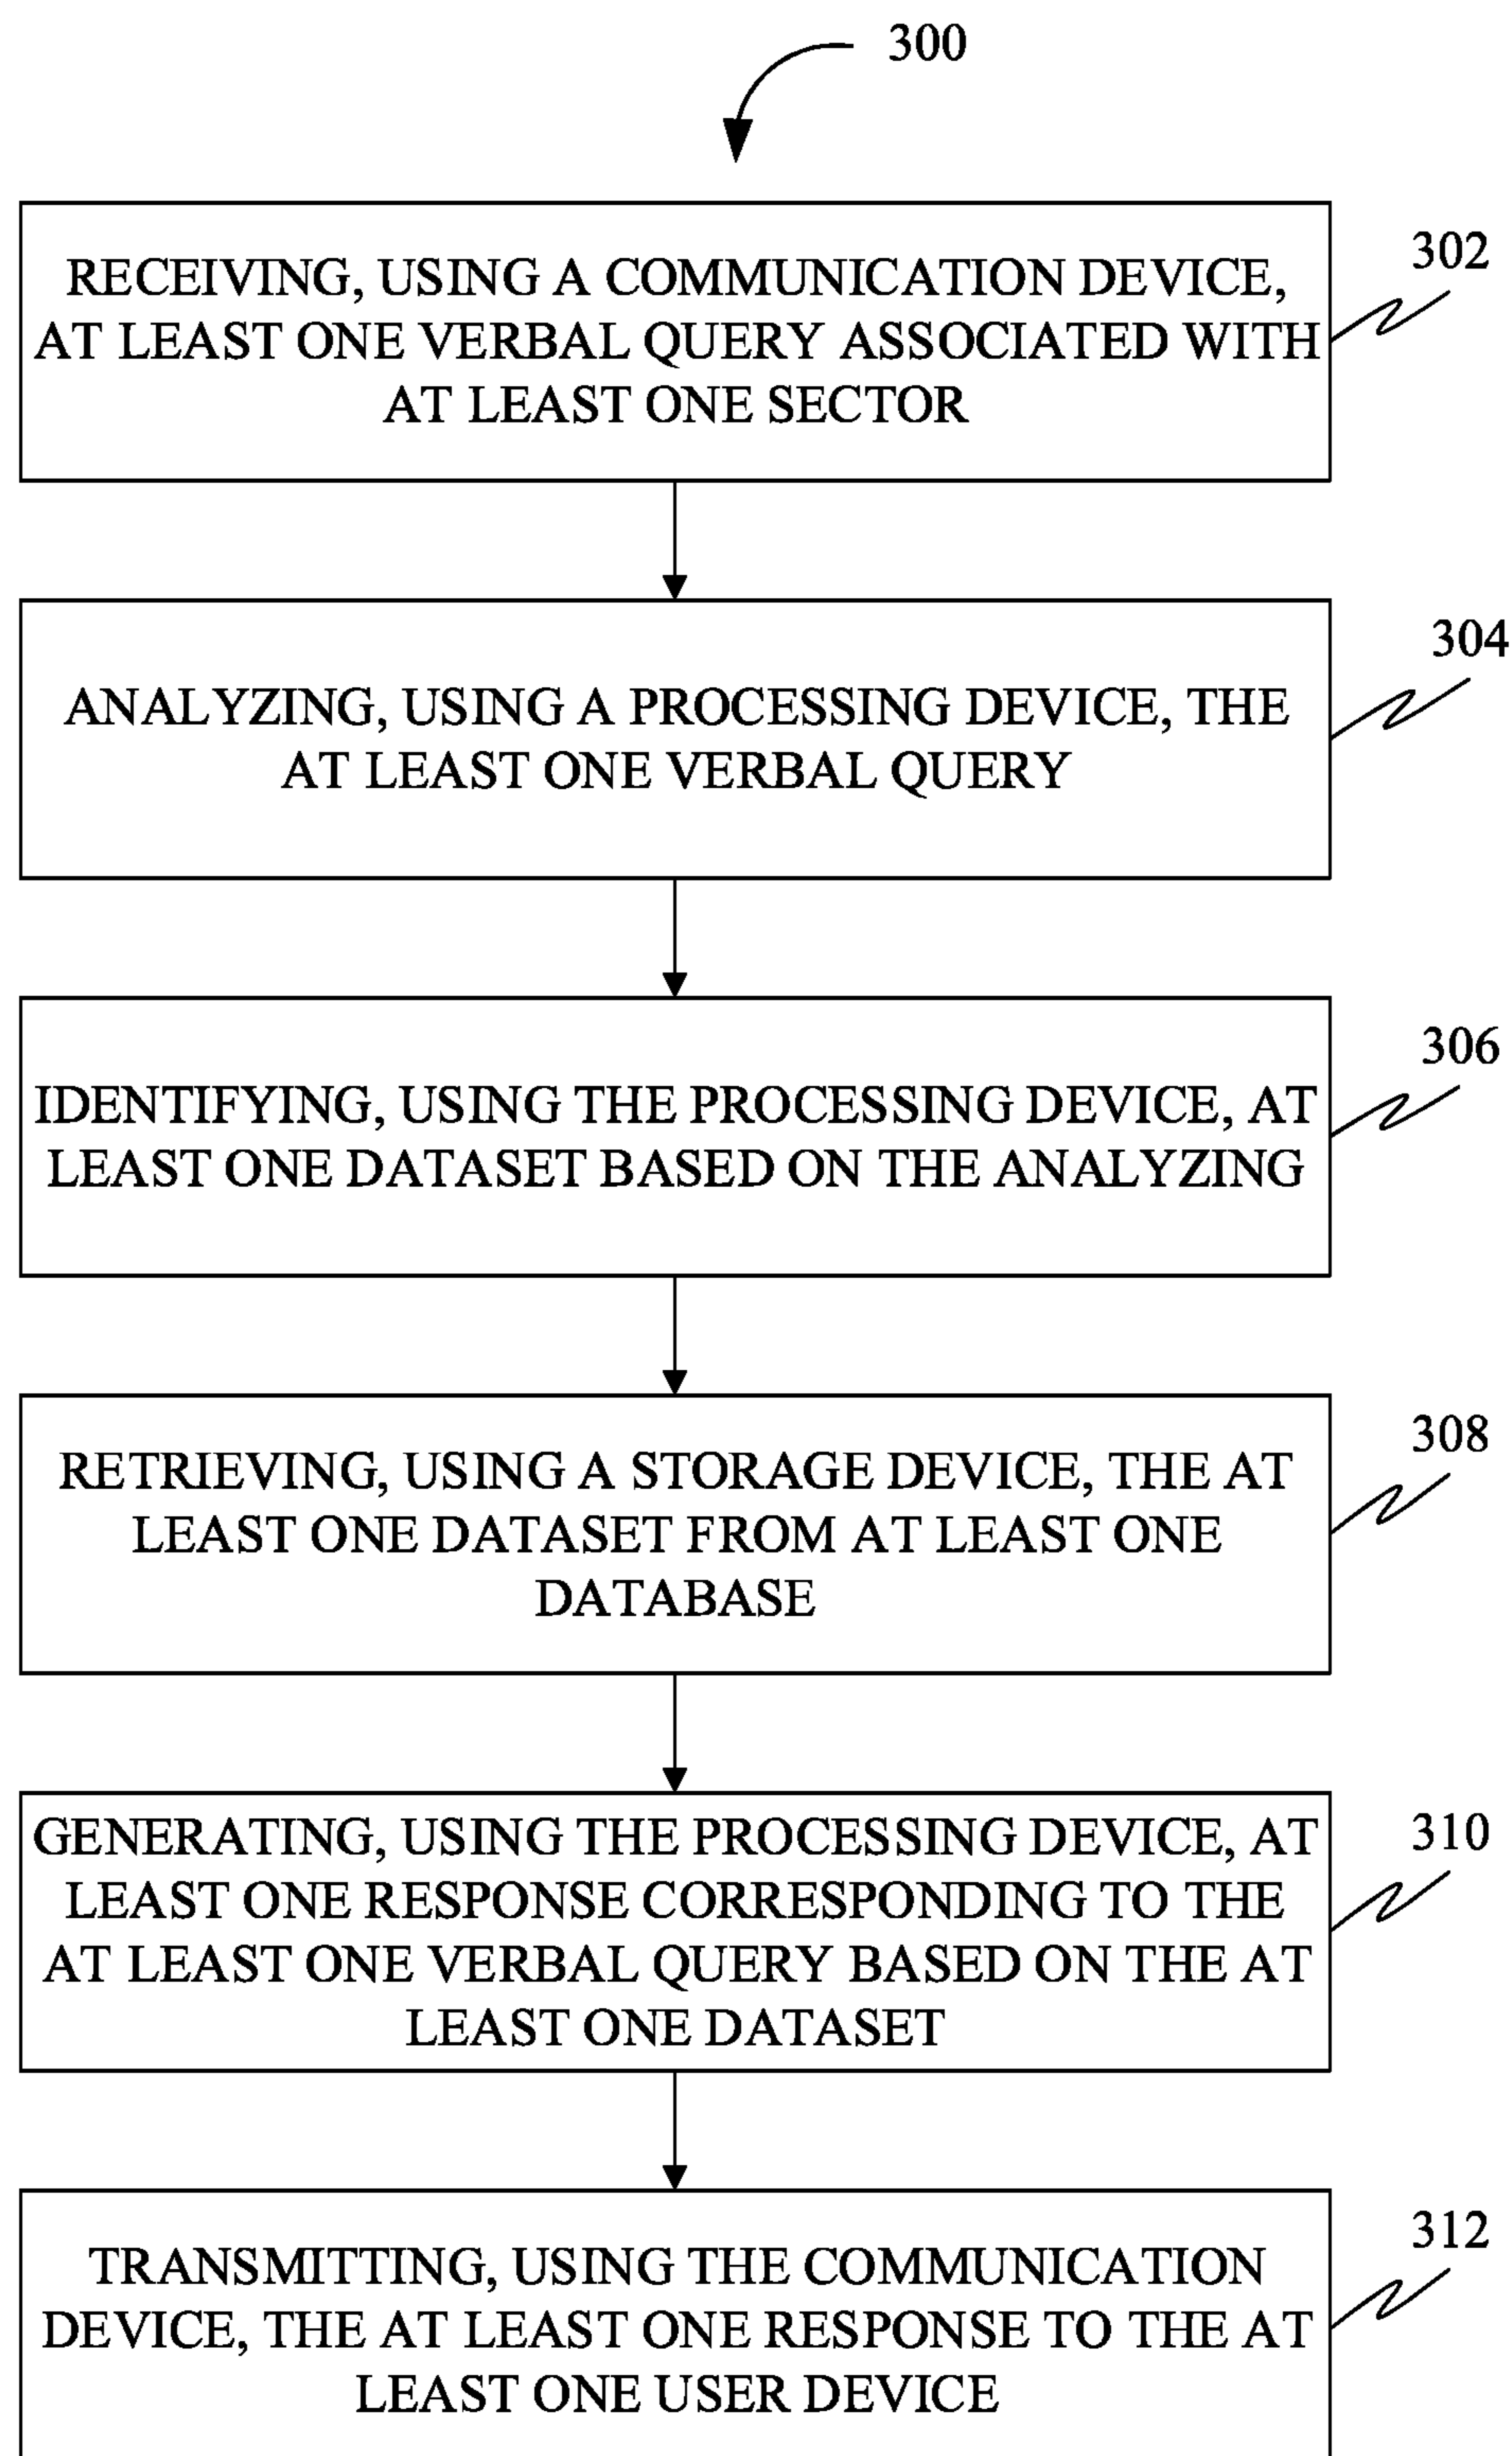 300
302
RECEIVING, USING A COMMUNICATION DEVICE,
AT LEAST ONE VERBAL QUERY ASSOCIATED WITH
AT LEAST ONE SECTOR
304
ANALYZING, USING A PROCESSING DEVICE, THE
AT LEAST ONE VERBAL QUERY
306
IDENTIFYING, USING THE PROCESSING DEVICE, AT
LEAST ONE DATASET BASED ON THE ANALYZING
308
RETRIEVING, USING A STORAGE DEVICE, THE AT
LEAST ONE DATASET FROM AT LEAST ONE
DATABASE
310
GENERATING, USING THE PROCESSING DEVICE, AT
LEAST ONE RESPONSE CORRESPONDING TO THE
AT LEAST ONE VERBAL QUERY BASED ON THE AT
LEAST ONE DATASET
312
TRANSMITTING, USING THE COMMUNICATION
DEVICE, THE AT LEAST ONE RESPONSE TO THE AT
LEAST ONE USER DEVICE